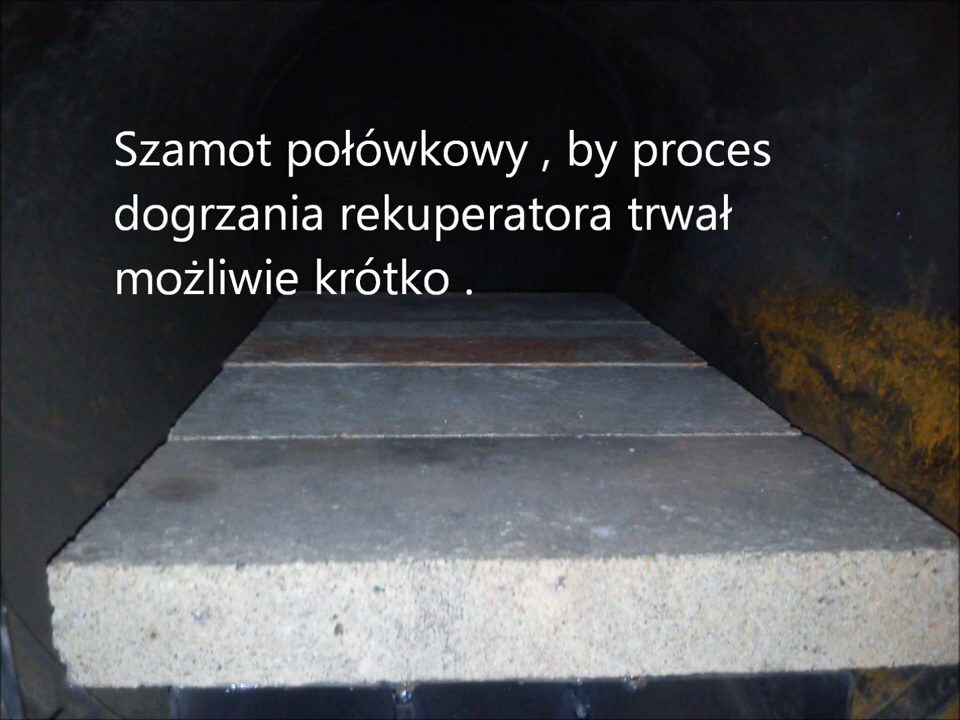 Szamot połówkowy , by proces
dogrzania rekuperatora trwał
możliwie krótko .